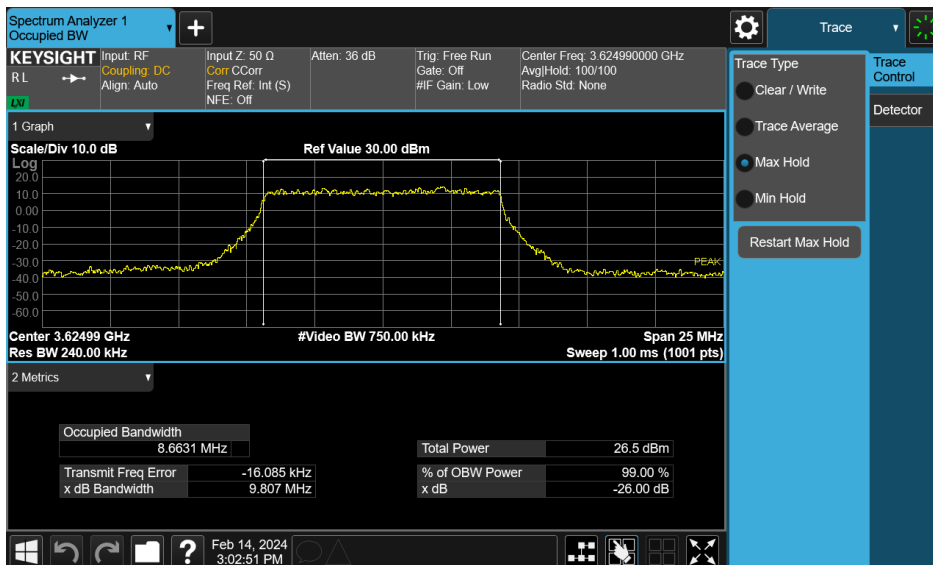 Spectrum Analyzer 1
Occupied BW
KEYSIGHT
R L
LXI
Input: RF
Coupling: DC
Align: Auto
Input Z: 50 Ω
Corr CCorr
Freq Ref: Int (S)
NFE: Off
Atten: 36 dB
Trig: Free Run
Gate: Off
#IF Gain: Low
Center Freq: 3.624990000 GHz
Avg|Hold: 100/100
Radio Std: None
Trace
Trace Type
Clear / Write
Trace Average
Max Hold
Min Hold
Restart Max Hold
Trace
Control
Detector
1 Graph
Scale/Div 10.0 dB
Ref Value 30.00 dBm
Log
20.0
10.0
0.00
-10.0
-20.0
-30.0
-40.0
-50.0
-60.0
PEAK
Center 3.62499 GHz
#Video BW 750.00 kHz
Span 25 MHz
Res BW 240.00 kHz
Sweep 1.00 ms (1001 pts)
2 Metrics
Occupied Bandwidth
8.6631 MHz
Total Power 26.5 dBm
Transmit Freq Error -16.085 kHz
% of OBW Power 99.00 %
x dB Bandwidth 9.807 MHz
x dB -26.00 dB
?
Feb 14, 2024
3:02:51 PM